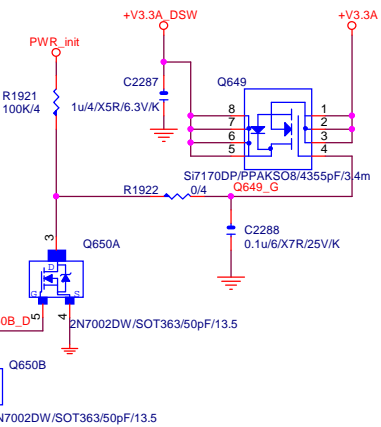 +V3.3A_DSW
+V3.3A
PWR_init
R1921
100K/4
C2287
1u/4/X5R/6.3V/K
Q649
8
7
6
5
1
2
3
4
Si7170DP/PPAKSO8/4355pF/3.4m
R1922
0/4
Q649_G
C2288
0.1u/6/X7R/25V/K
3
Q650A
D
G
S
0B_D
5
4
2N7002DW/SOT363/50pF/13.5
Q650B
N7002DW/SOT363/50pF/13.5